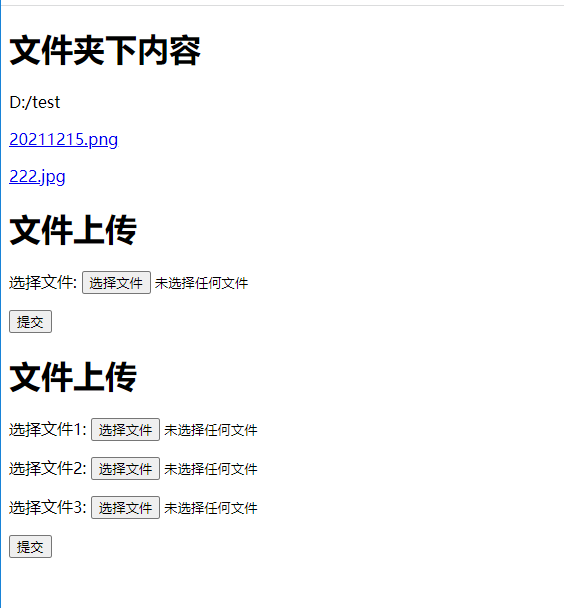 文件夹下内容
D:/test
20211215.png
222.jpg
文件上传
选择文件: 选择文件 未选择任何文件
提交
文件上传
选择文件1: 选择文件 未选择任何文件
选择文件2: 选择文件 未选择任何文件
选择文件3: 选择文件 未选择任何文件
提交